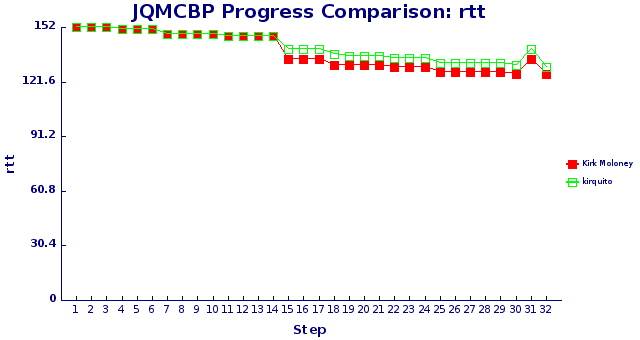 JQMCBP Progress Comparison: rtt
152
121.6
91.2
60.8
30.4
0
rtt
1 2 3 4 5 6 7 8 9 10 11 12 13 14 15 16 17 18 19 20 21 22 23 24 25 26 27 28 29 30 31 32
Step
Kirk Moloney
kirquito